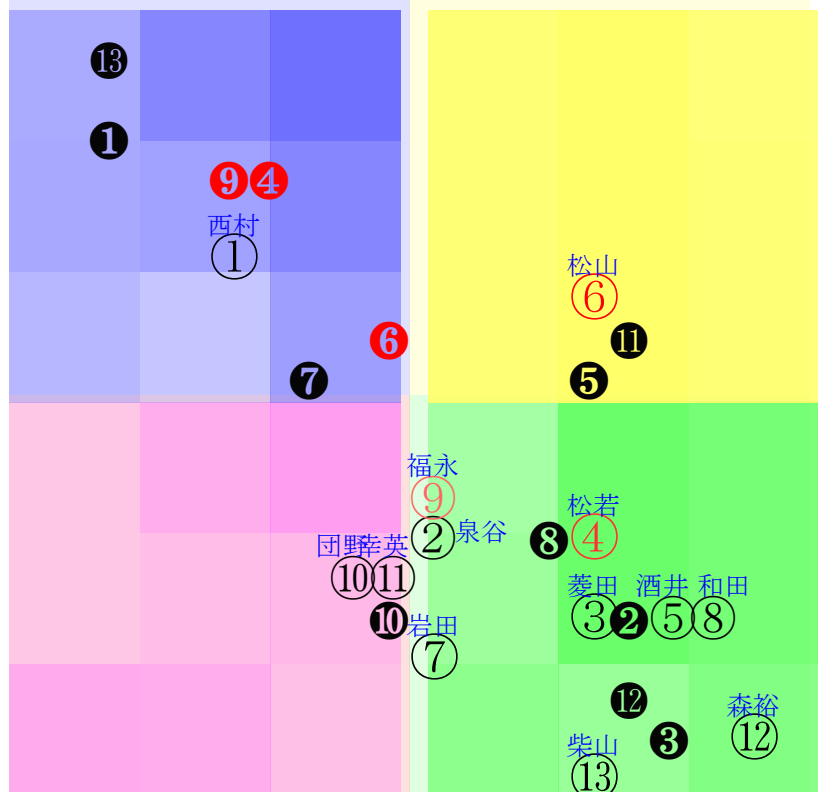 ⓭
❶
❾❹
西村
①
松山
⑥
❻
⓫
❼
❺
福永
⑨
松若
②泉谷
❽
④
団野幸英
⑩⑪
菱田
酒井
和田
③❷⑤⑧
❿
岩田
⑦
⓬
森裕
⑫
❸
柴山
⑬